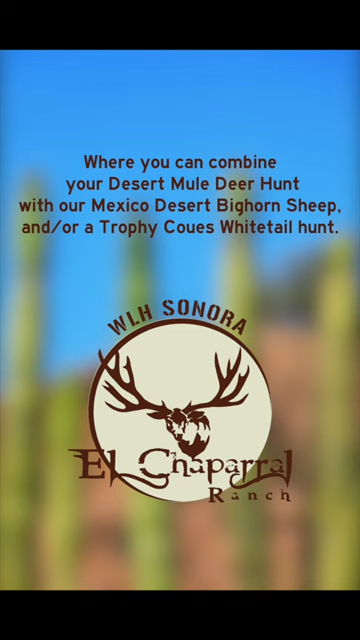 Where you can combine
your Desert Mule Deer Hunt
with our Mexico Desert Bighorn Sheep,
and/or a Trophy Coues Whitetail hunt.
WLH SONORA
El Chaparral
Ranch